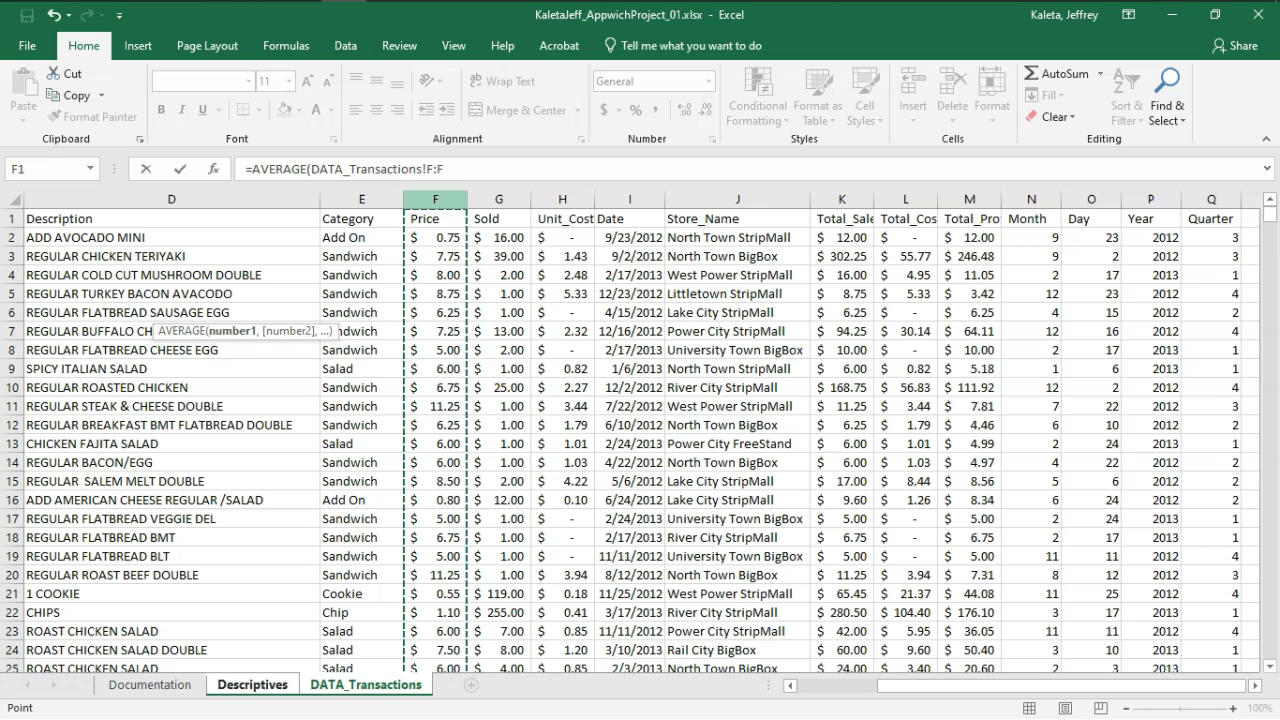 KaletaJeff_AppwichProject_01.xlsx - Excel
Kaleta, Jeffrey
File Home Insert Page Layout Formulas Data Review View Help Acrobat Tell me what you want to do Share
Cut
Copy
Format Painter
Paste
Clipboard
11
Font
Wrap Text
Merge & Center
Alignment
General
$ % ,
Number
Conditional Formatting
Format as Table
Cell Styles
Styles
Insert Delete Format
Cells
AutoSum
Fill
Clear
Sort & Filter
Find & Select
Editing
F1 fx =AVERAGE(DATA_Transactions!F:F
D E F G H I J K L M N O P Q
1 Description Category Price Sold Unit_Cost Date Store_Name Total_Sale Total_Cos Total_Pro Month Day Year Quarter
2 ADD AVOCADO MINI Add On $ 0.75 $ 16.00 $ - 9/23/2012 North Town StripMall $ 12.00 $ - $ 12.00 9 23 2012 3
3 REGULAR CHICKEN TERIYAKI Sandwich $ 7.75 $ 39.00 $ 1.43 9/2/2012 North Town BigBox $ 302.25 $ 55.77 $ 246.48 9 2 2012 3
4 REGULAR COLD CUT MUSHROOM DOUBLE Sandwich $ 8.00 $ 2.00 $ 2.48 2/17/2013 West Power StripMall $ 16.00 $ 4.95 $ 11.05 2 17 2013 1
5 REGULAR TURKEY BACON AVACODO Sandwich $ 8.75 $ 1.00 $ 5.33 12/23/2012 Littletown StripMall $ 8.75 $ 5.33 $ 3.42 12 23 2012 4
6 REGULAR FLATBREAD SAUSAGE EGG Sandwich $ 6.25 $ 1.00 $ - 4/15/2012 Lake City StripMall $ 6.25 $ - $ 6.25 4 15 2012 2
7 REGULAR BUFFALO CH AVERAGE(number1, [number2], ...) ndwich $ 7.25 $ 13.00 $ 2.32 12/16/2012 Power City StripMall $ 94.25 $ 30.14 $ 64.11 12 16 2012 4
8 REGULAR FLATBREAD CHEESE EGG Sandwich $ 5.00 $ 2.00 $ - 2/17/2013 University Town BigBox $ 10.00 $ - $ 10.00 2 17 2013 1
9 SPICY ITALIAN SALAD Salad $ 6.00 $ 1.00 $ 0.82 1/6/2013 North Town StripMall $ 6.00 $ 0.82 $ 5.18 1 6 2013 1
10 REGULAR ROASTED CHICKEN Sandwich $ 6.75 $ 25.00 $ 2.27 12/2/2012 River City StripMall $ 168.75 $ 56.83 $ 111.92 12 2 2012 4
11 REGULAR STEAK & CHEESE DOUBLE Sandwich $ 11.25 $ 1.00 $ 3.44 7/22/2012 West Power StripMall $ 11.25 $ 3.44 $ 7.81 7 22 2012 3
12 REGULAR BREAKFAST BMT FLATBREAD DOUBLE Sandwich $ 6.25 $ 1.00 $ 1.79 6/10/2012 North Town BigBox $ 6.25 $ 1.79 $ 4.46 6 10 2012 2
13 CHICKEN FAJITA SALAD Salad $ 6.00 $ 1.00 $ 1.01 2/24/2013 Power City FreeStand $ 6.00 $ 1.01 $ 4.99 2 24 2013 1
14 REGULAR BACON/EGG Sandwich $ 6.00 $ 1.00 $ 1.03 4/22/2012 North Town BigBox $ 6.00 $ 1.03 $ 4.97 4 22 2012 2
15 REGULAR SALEM MELT DOUBLE Sandwich $ 8.50 $ 2.00 $ 4.22 5/6/2012 Lake City StripMall $ 17.00 $ 8.44 $ 8.56 5 6 2012 2
16 ADD AMERICAN CHEESE REGULAR /SALAD Add On $ 0.80 $ 12.00 $ 0.10 6/24/2012 Lake City StripMall $ 9.60 $ 1.26 $ 8.34 6 24 2012 2
17 REGULAR FLATBREAD VEGGIE DEL Sandwich $ 5.00 $ 1.00 $ - 2/24/2013 University Town BigBox $ 5.00 $ - $ 5.00 2 24 2013 1
18 REGULAR FLATBREAD BMT Sandwich $ 6.75 $ 1.00 $ - 2/17/2013 River City StripMall $ 6.75 $ - $ 6.75 2 17 2013 1
19 REGULAR FLATBREAD BLT Sandwich $ 5.00 $ 1.00 $ - 11/11/2012 University Town BigBox $ 5.00 $ - $ 5.00 11 11 2012 4
20 REGULAR ROAST BEEF DOUBLE Sandwich $ 11.25 $ 1.00 $ 3.94 8/12/2012 North Town BigBox $ 11.25 $ 3.94 $ 7.31 8 12 2012 3
21 1 COOKIE Cookie $ 0.55 $ 119.00 $ 0.18 11/25/2012 West Power StripMall $ 65.45 $ 21.37 $ 44.08 11 25 2012 4
22 CHIPS Chip $ 1.10 $ 255.00 $ 0.41 3/17/2013 River City StripMall $ 280.50 $ 104.40 $ 176.10 3 17 2013 1
23 ROAST CHICKEN SALAD Salad $ 6.00 $ 7.00 $ 0.85 11/11/2012 Power City StripMall $ 42.00 $ 5.95 $ 36.05 11 11 2012 4
24 ROAST CHICKEN SALAD DOUBLE Salad $ 7.50 $ 8.00 $ 1.20 3/10/2013 Rail City BigBox $ 60.00 $ 9.60 $ 50.40 3 10 2013 1
25 ROAST CHICKEN SALAD Salad $ 6.00 $ 4.00 $ 0.85 2/3/2013 North Town BigBox $ 24.00 $ 3.40 $ 20.60 2 3 2013 1
Documentation Descriptives DATA_Transactions
Point 100%